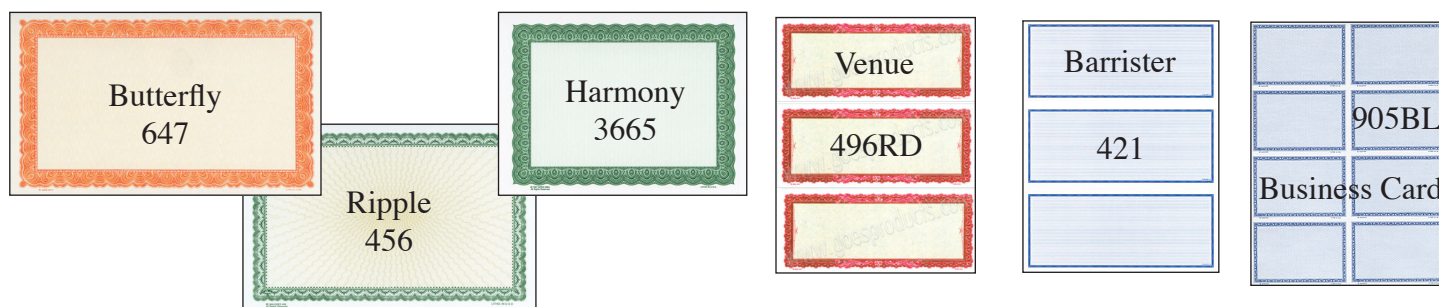 Butterfly
647
Ripple
456
Harmony
3665
Venue
496RD
Barrister
421
905BL
Business Card